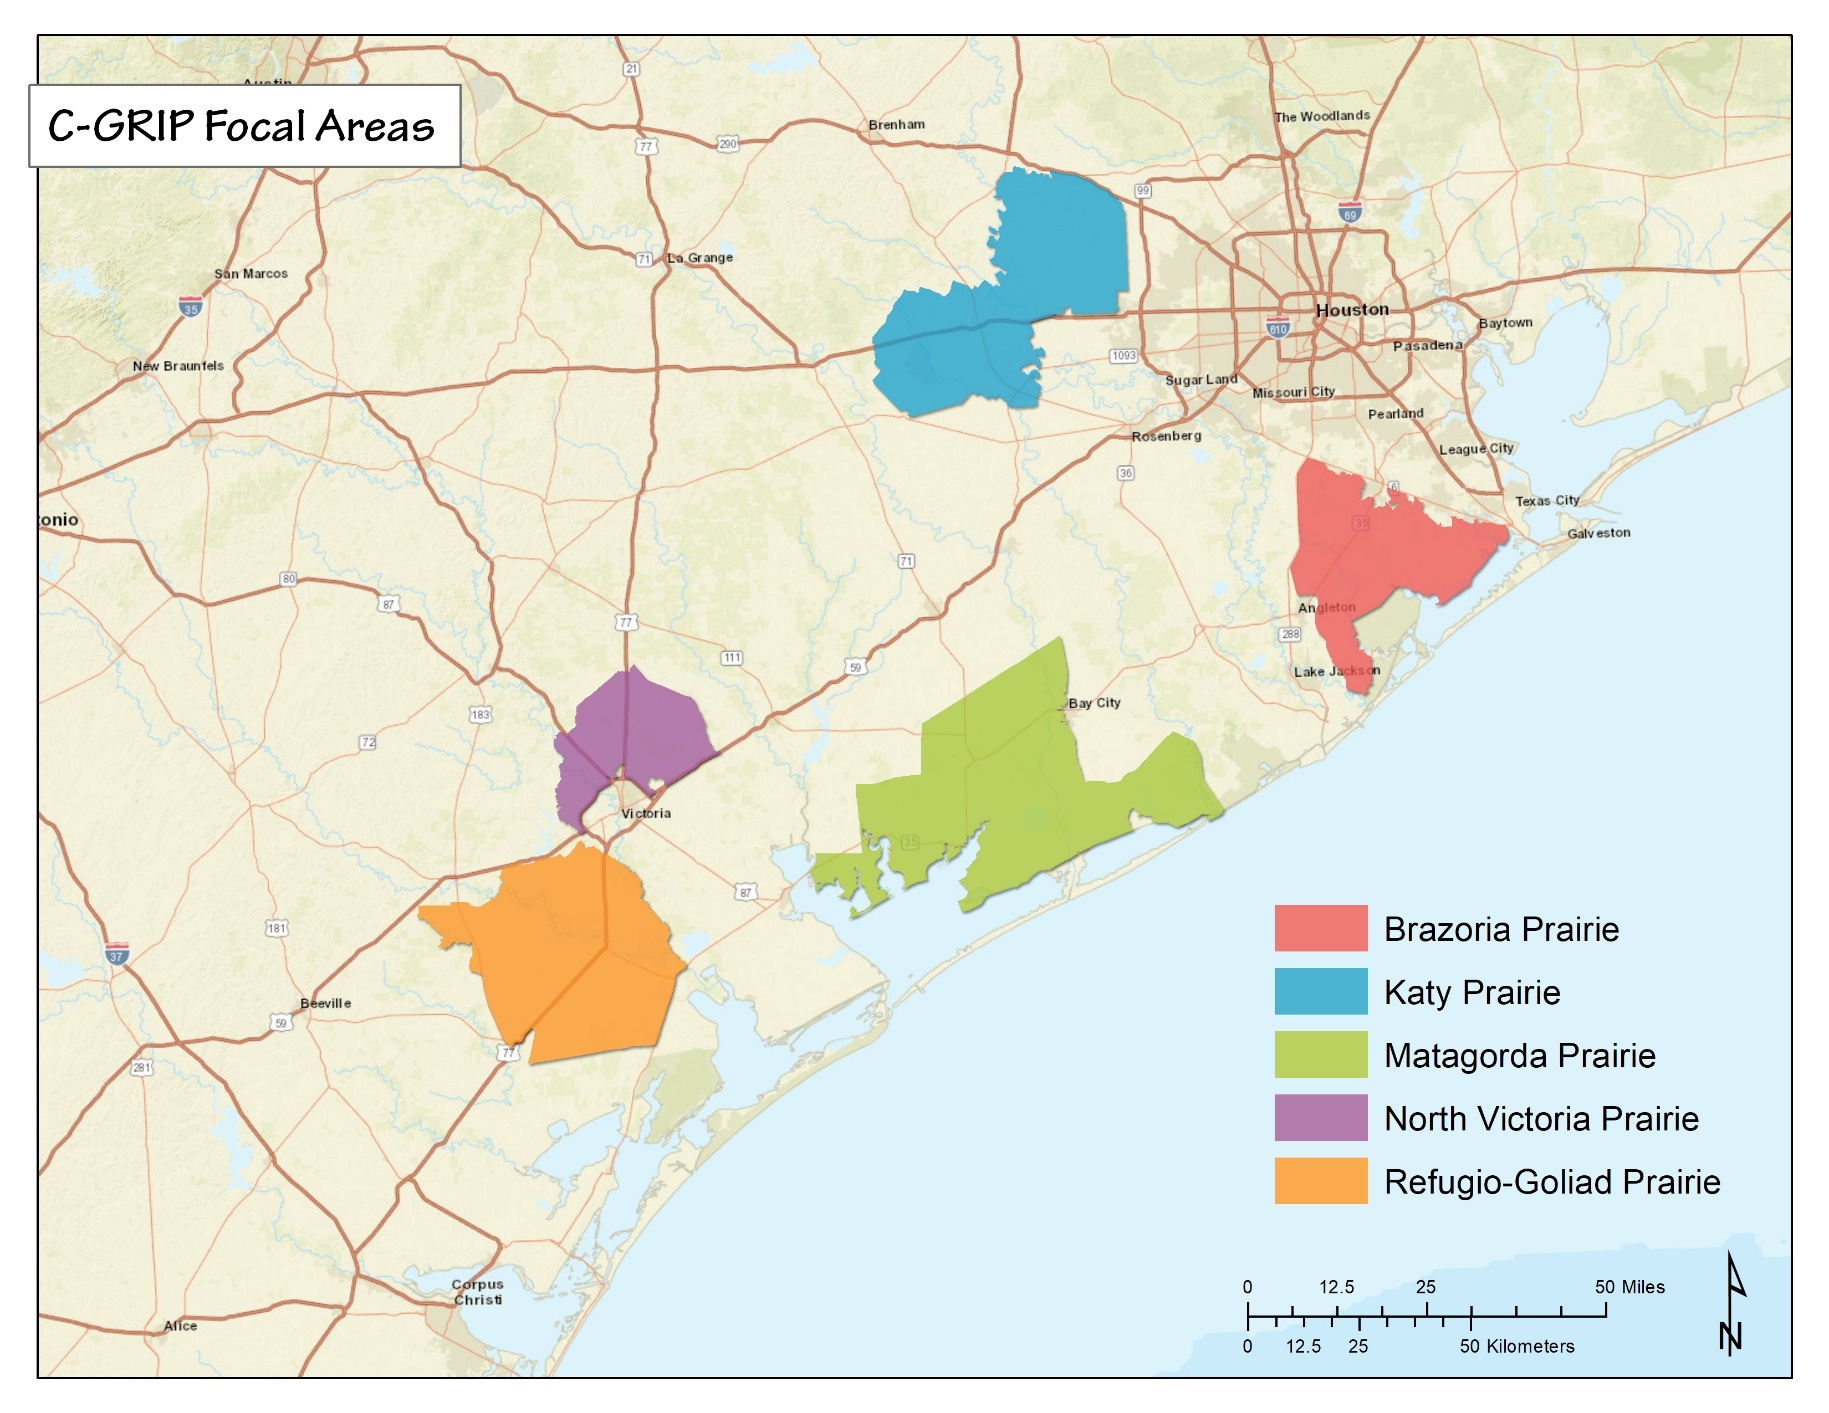 Austin
C-GRIP Focal Areas
21
Brenham
The Woodlands
77
290
99
69
71
La Grange
San Marcos
35
Houston
610
Baytown
Pasadena
1093
New Braunfels
Sugar Land
Missouri City
Pearland
Rosenberg
League City
36
6
Texas City
35
tonio
Galveston
71
80
87
Angleton
77
288
111
59
Lake Jackson
Bay City
183
72
Victoria
35
87
181
37
Beeville
59
77
281
Corpus
Christi
Alice
Brazoria Prairie
Katy Prairie
Matagorda Prairie
North Victoria Prairie
Refugio-Goliad Prairie
0 12.5 25 50 Miles
0 12.5 25 50 Kilometers
N